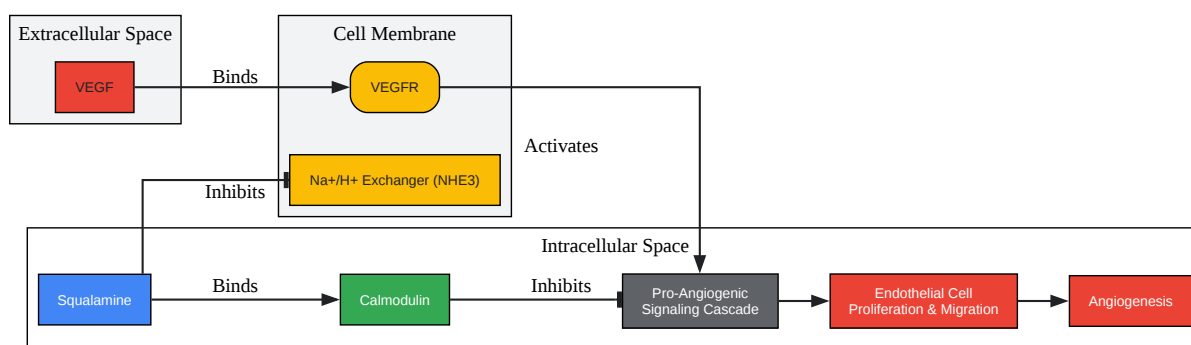 Extracellular Space
Cell Membrane
VEGF
Binds
VEGFR
Activates
Na+/H+ Exchanger (NHE3)
Inhibits
Intracellular Space
Squalamine
Binds
Calmodulin
Inhibits
Pro-Angiogenic
Signaling Cascade
Endothelial Cell
Proliferation & Migration
Angiogenesis